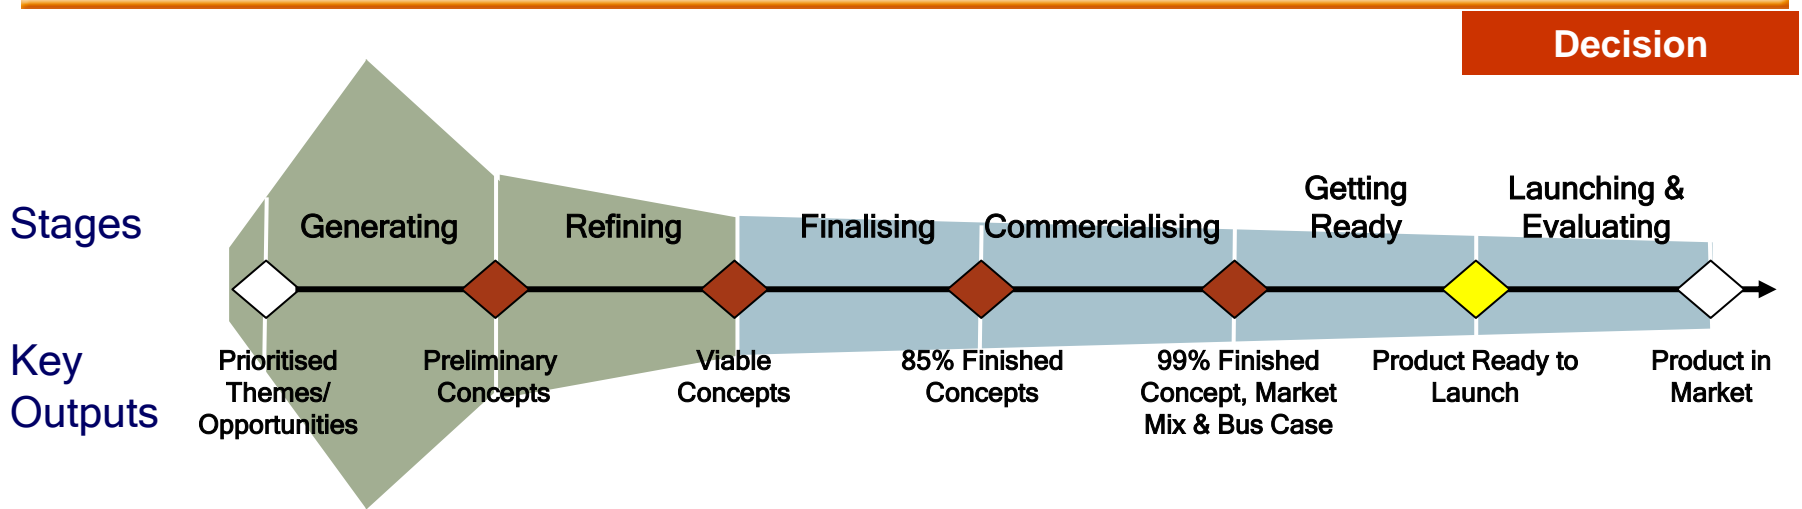 Decision
Stages
Generating
Refining
Finalising
Commercialising
Getting
Ready
Launching &
Evaluating
Key
Outputs
Prioritised
Themes/
Opportunities
Preliminary
Concepts
Viable
Concepts
85% Finished
Concepts
99% Finished
Concept, Market
Mix & Bus Case
Product Ready to
Launch
Product in
Market